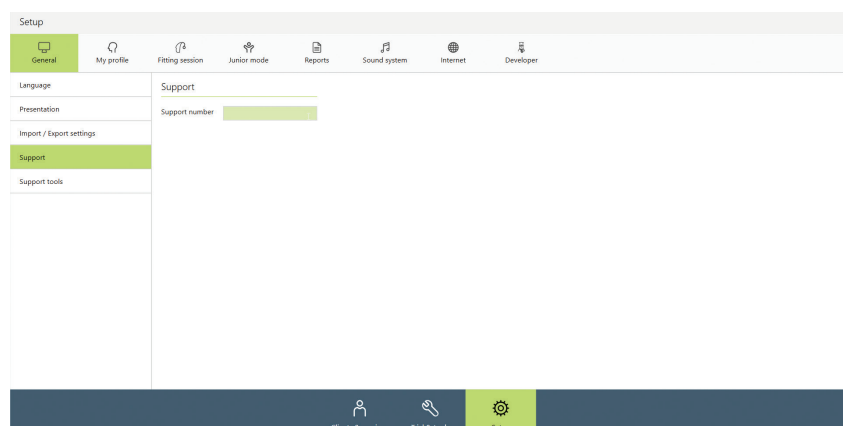 Setup
General
My profile
Fitting session
Junior mode
Reports
Sound system
Internet
Developer
Language
Presentation
Import / Export settings
Support
Support tools
Support
Support number